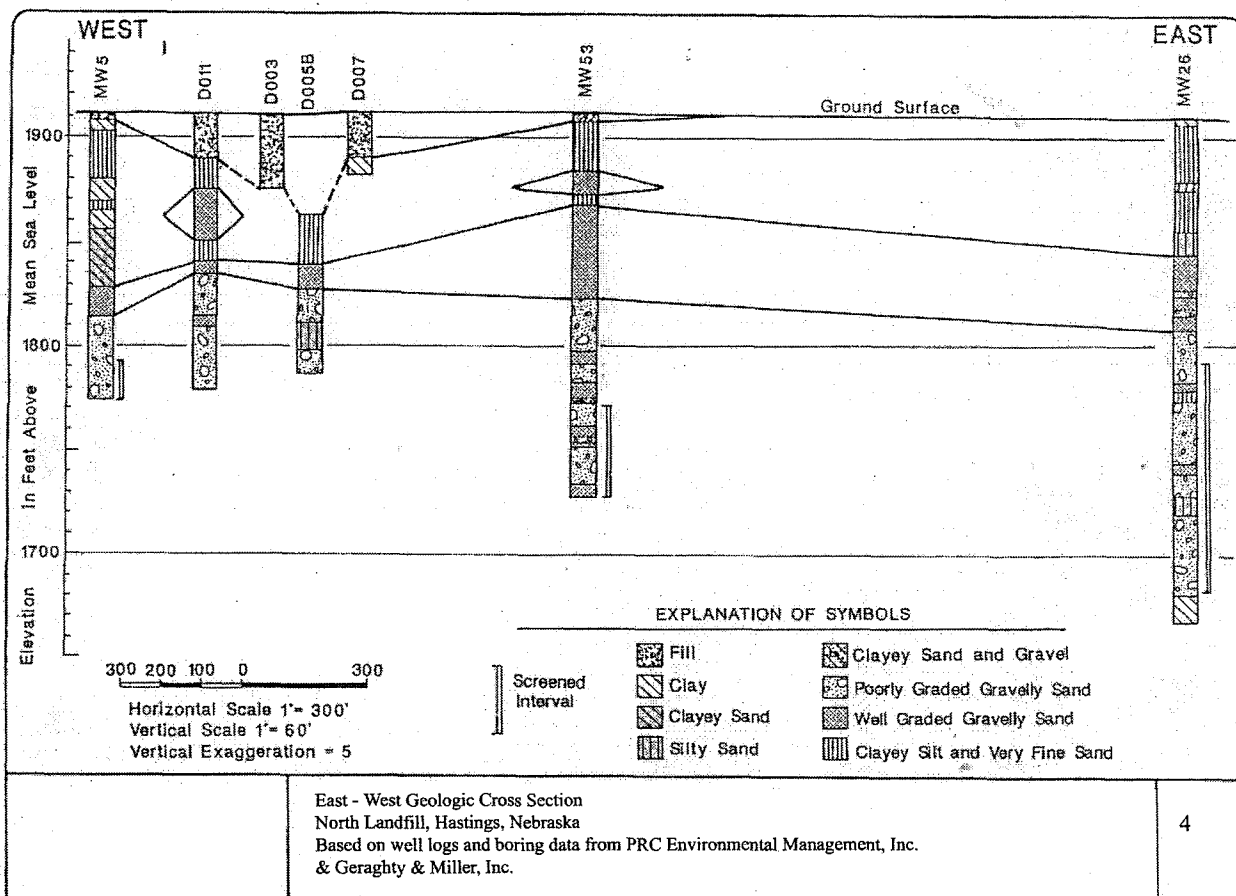 WEST
EAST
MW5
D011
D003
D005B
D007
MW53
MW26
Ground Surface
1900
1800
1700
Elevation In Feet Above Mean Sea Level
EXPLANATION OF SYMBOLS
Fill
Clay
Clayey Sand
Silty Sand
Clayey Sand and Gravel
Poorly Graded Gravelly Sand
Well Graded Gravelly Sand
Clayey Silt and Very Fine Sand
Screened
Interval
300 200 100 0 300
Horizontal Scale 1"= 300'
Vertical Scale 1"= 60'
Vertical Exaggeration = 5
East - West Geologic Cross Section
North Landfill, Hastings, Nebraska
Based on well logs and boring data from PRC Environmental Management, Inc.
& Geraghty & Miller, Inc.
4